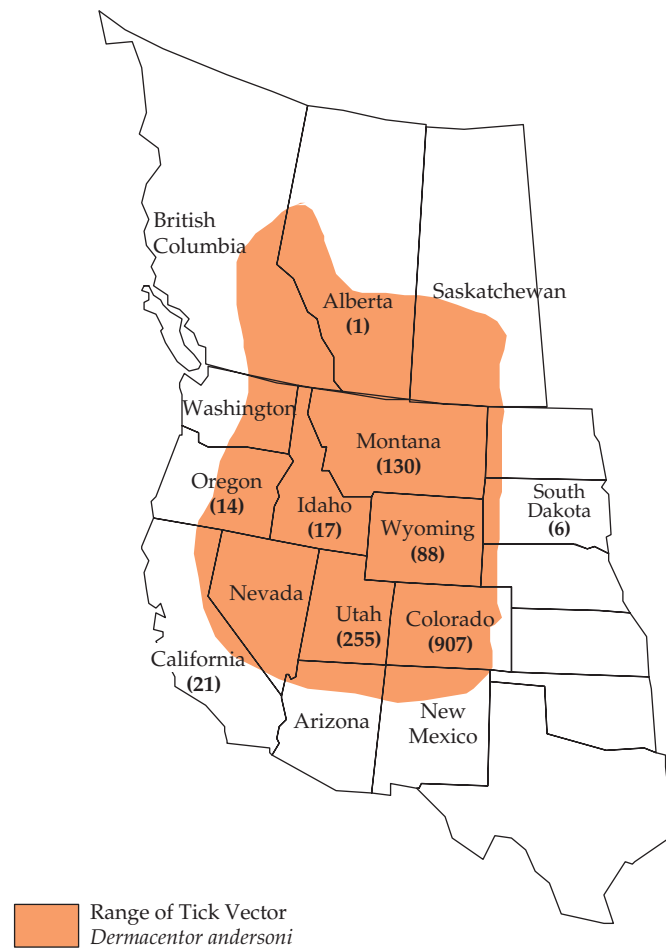 British
Columbia
Alberta
(1)
Saskatchewan
Washington
Montana
(130)
Oregon
(14)
Idaho
(17)
Wyoming
(88)
South
Dakota
(6)
Nevada
Utah
(255)
Colorado
(907)
California
(21)
Arizona
New
Mexico
Range of Tick Vector
Dermacentor andersoni